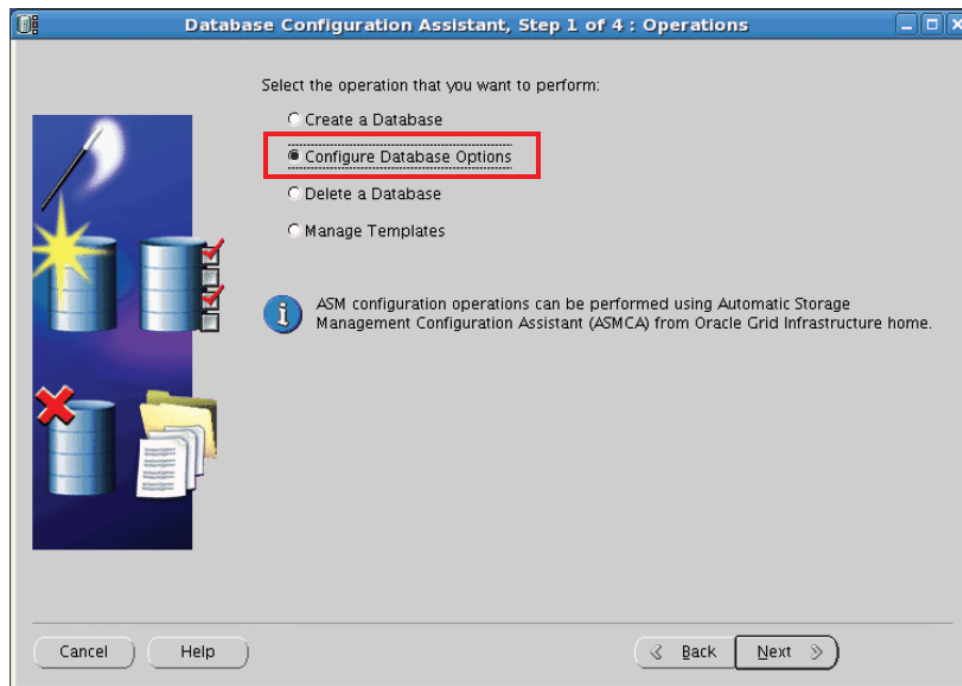 Database Configuration Assistant, Step 1 of 4 : Operations
Select the operation that you want to perform:
Create a Database
Configure Database Options
Delete a Database
Manage Templates
ASM configuration operations can be performed using Automatic Storage
Management Configuration Assistant (ASMCA) from Oracle Grid Infrastructure home.
Cancel
Help
Back
Next